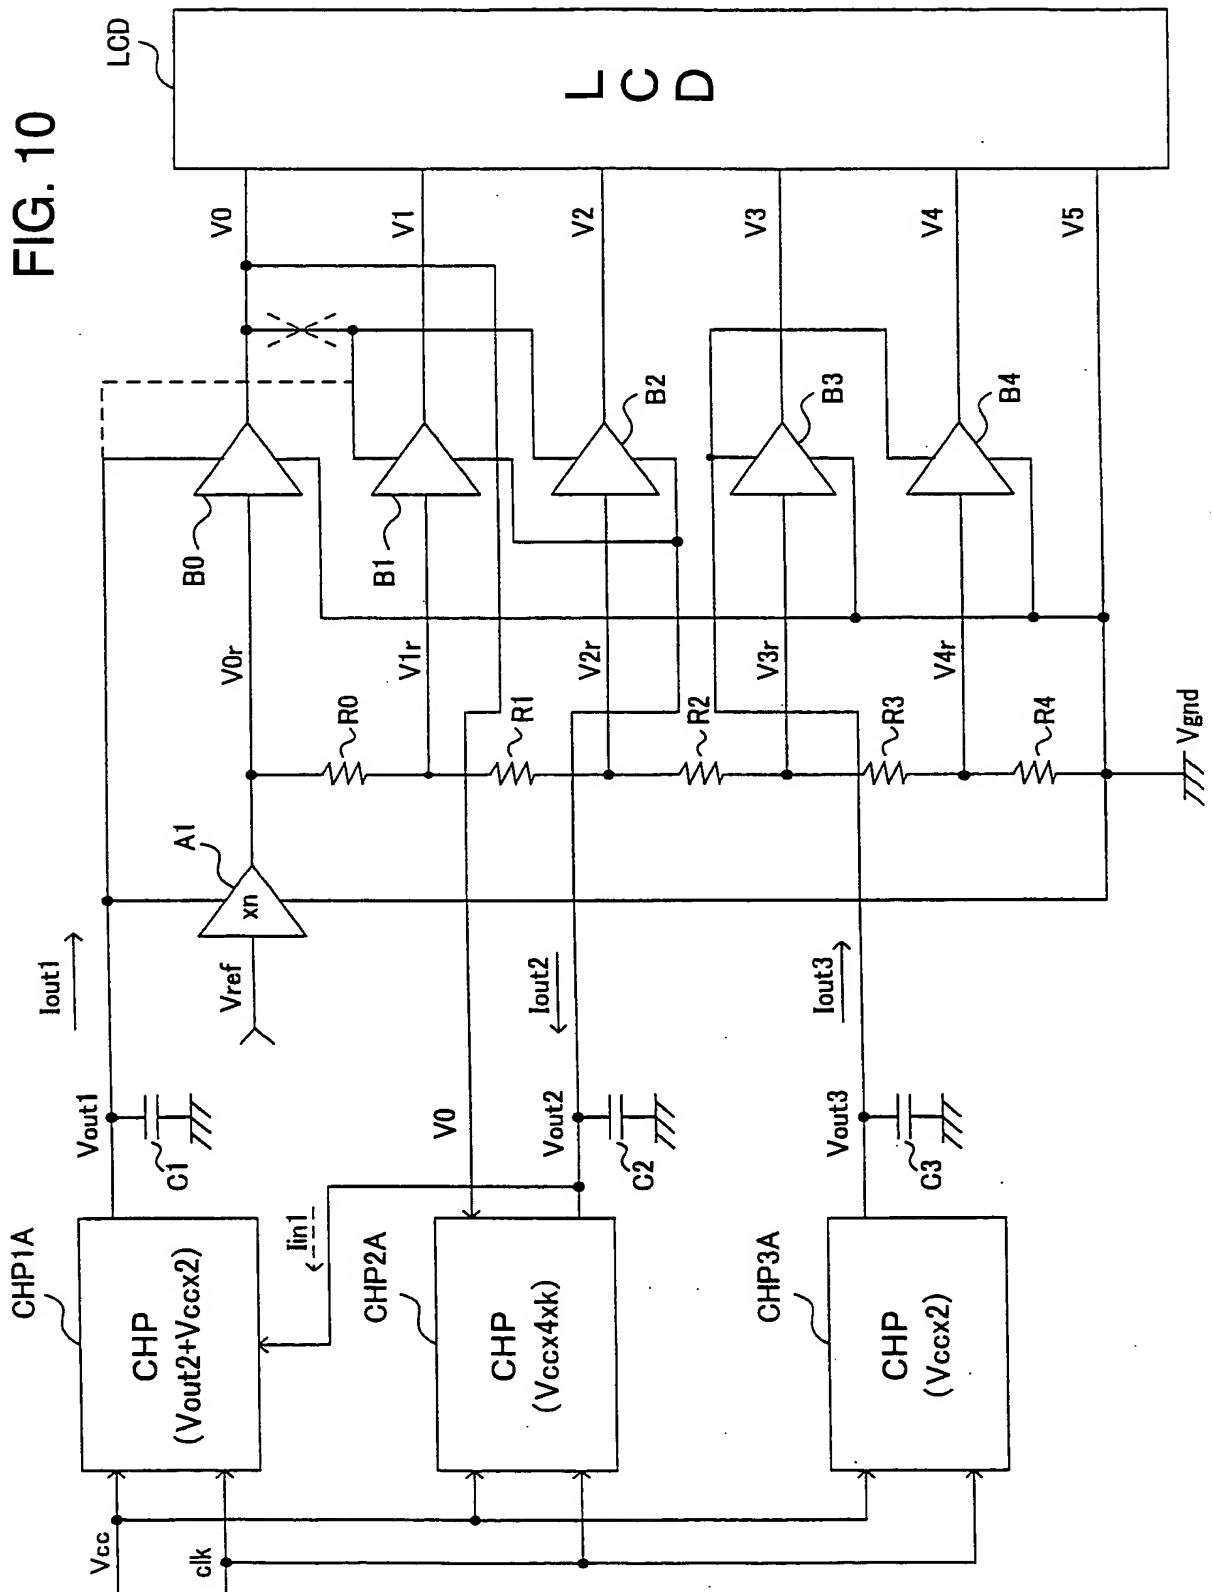 FIG. 10
LCD
L
C
D
V0
V1
V2
V3
V4
V5
B0
B1
B2
B3
B4
V0r
V1r
V2r
V3r
V4r
R0
R1
R2
R3
R4
Vgnd
A1
xn
Vref
Iout1
Iout2
Iout3
Vout1
C1
V0
Vout2
C2
Vout3
C3
Iin1
CHP1A
CHP
(Vout2+Vccx2)
CHP2A
CHP
(Vccx4xk)
CHP3A
CHP
(Vccx2)
Vcc
clk